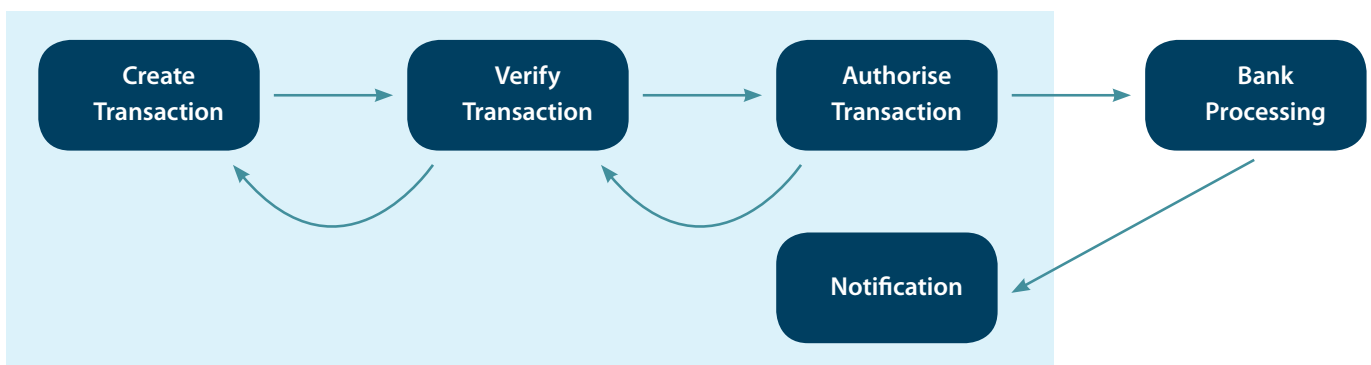 Create
Transaction
Verify
Transaction
Authorise
Transaction
Bank
Processing
Notification